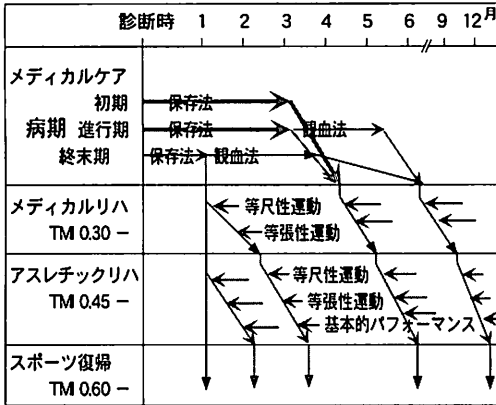 診断時 1 2 3 4 5 6 9 12月
メディカルケア
初期 保存法
病期 進行期 保存法 観血法
終末期 保存法 観血法
メディカルリハ 等尺性運動
TMI 0.30 − 等張性運動
アスレチックリハ 等尺性運動
TMI 0.45 − 等張性運動
基本的パフォーマンス
スポーツ復帰
TMI 0.60 −